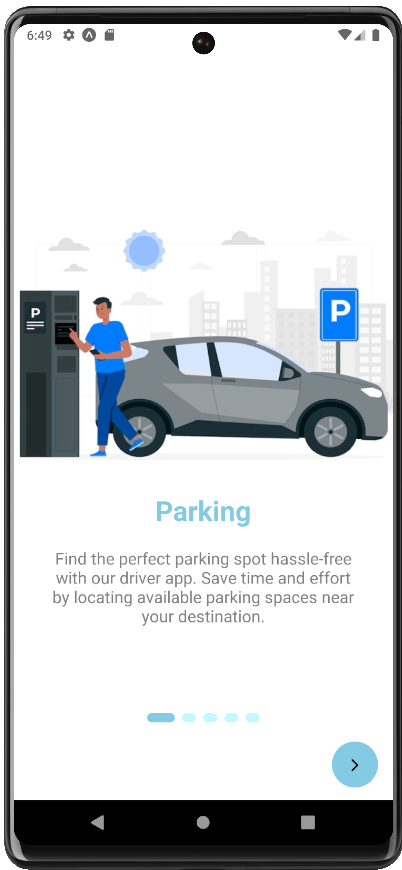 6:49
P
P
Parking
Find the perfect parking spot hassle-free
with our driver app. Save time and effort
by locating available parking spaces near
your destination.